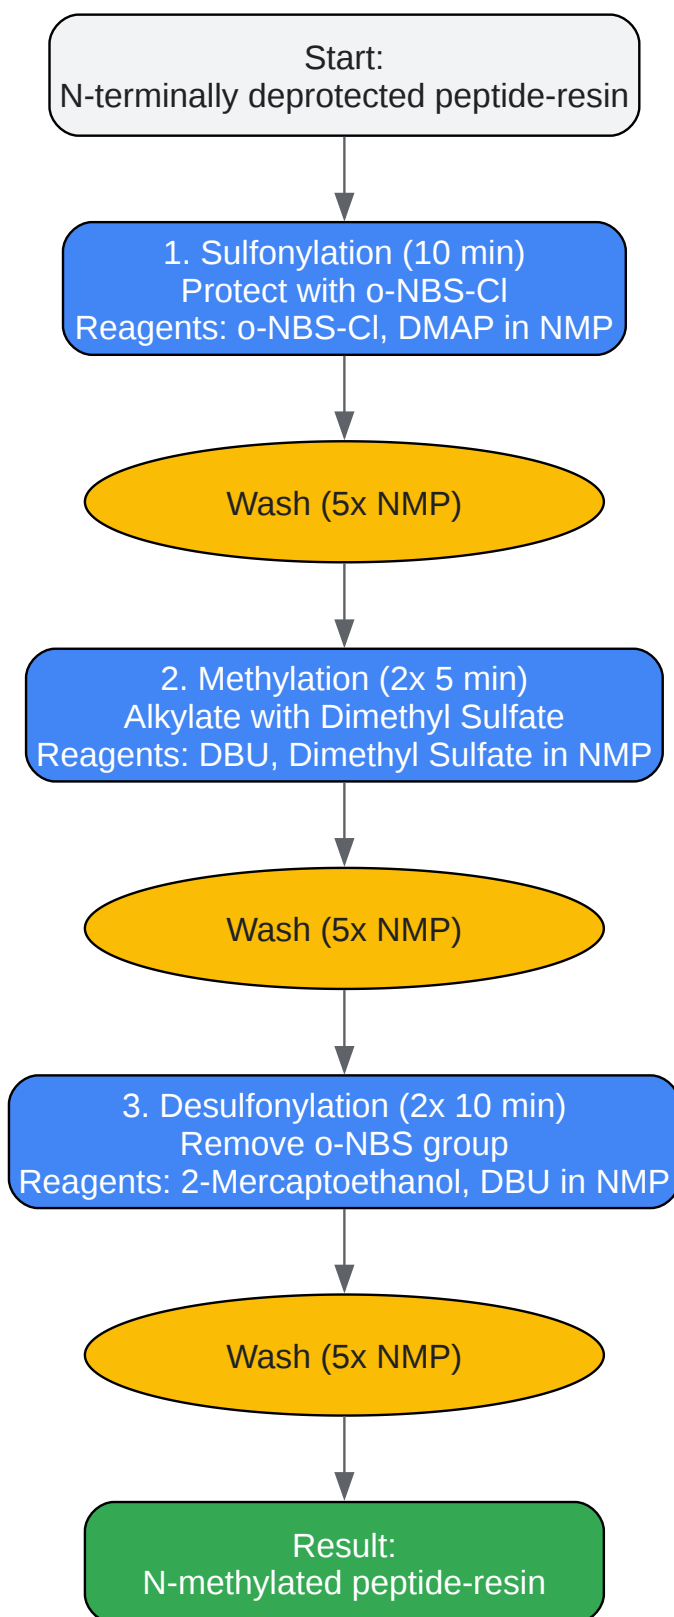 Start:
N-terminally deprotected peptide-resin
1. Sulfonylation (10 min)
Protect with o-NBS-Cl
Reagents: o-NBS-Cl, DMAP in NMP
Wash (5x NMP)
2. Methylation (2x 5 min)
Alkylate with Dimethyl Sulfate
Reagents: DBU, Dimethyl Sulfate in NMP
Wash (5x NMP)
3. Desulfonylation (2x 10 min)
Remove o-NBS group
Reagents: 2-Mercaptoethanol, DBU in NMP
Wash (5x NMP)
Result:
N-methylated peptide-resin